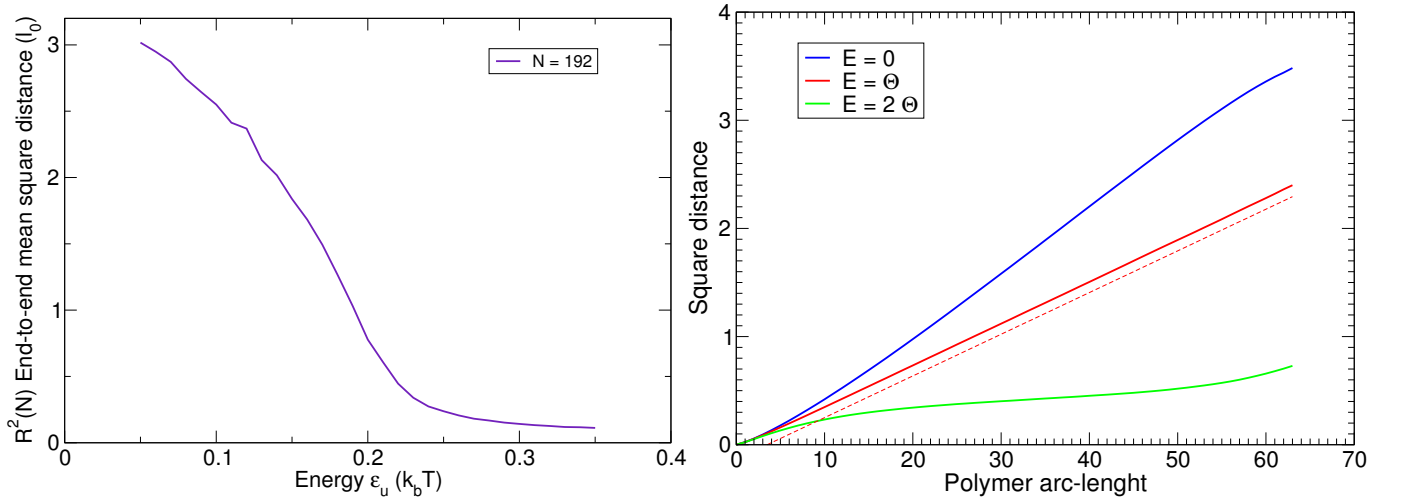 R²(N) End-to-end mean square distance (l₀)
3
2
1
0
N = 192
0
0.1
0.2
0.3
0.4
Energy ε_u (k_bT)
Square distance
4
3
2
1
0
E = 0
E = Θ
E = 2 Θ
0
10
20
30
40
50
60
70
Polymer arc-lenght